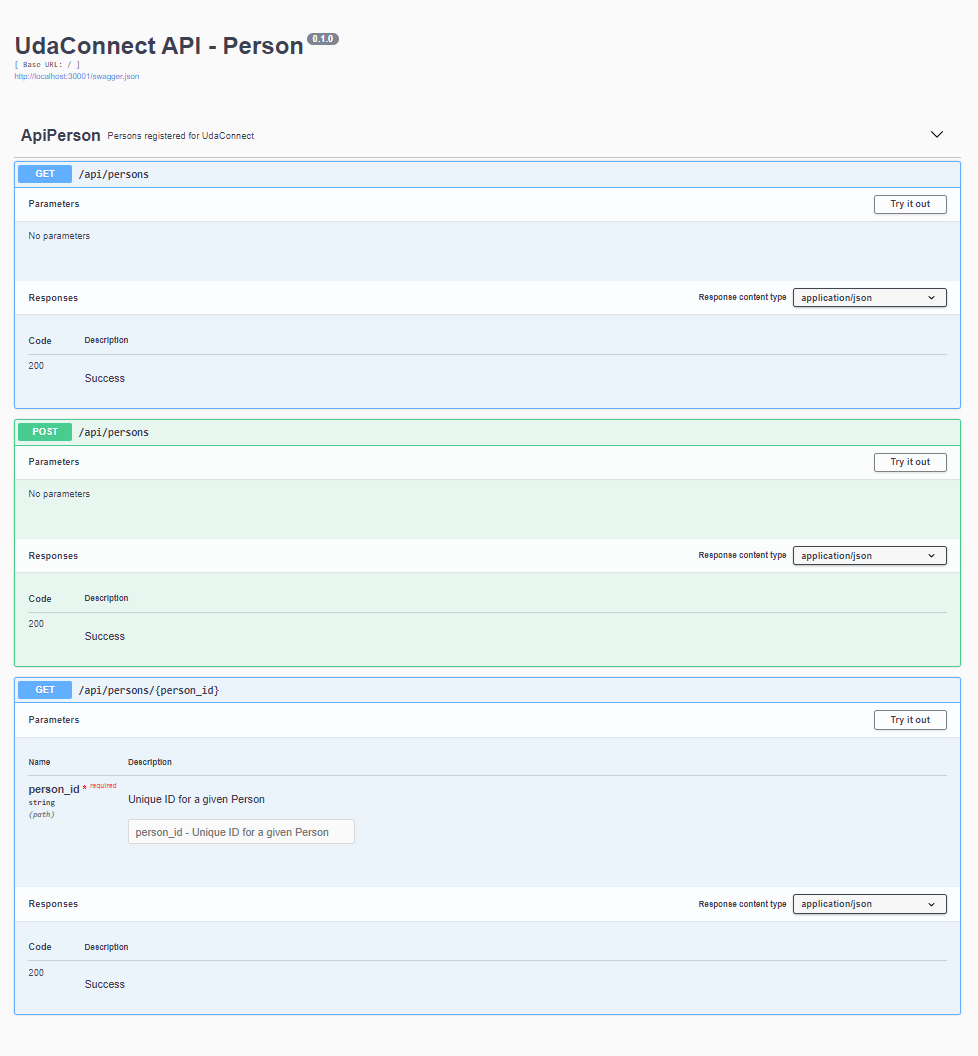 UdaConnect API - Person 0.1.0
[ Base URL: / ]
http://localhost:30001/swagger.json
ApiPerson Persons registered for UdaConnect
GET /api/persons
Parameters Try it out
No parameters
Responses Response content type application/json
Code Description
200
Success
POST /api/persons
Parameters Try it out
No parameters
Responses Response content type application/json
Code Description
200
Success
GET /api/persons/{person_id}
Parameters Try it out
Name Description
person_id * required
string
(path)
Unique ID for a given Person
person_id - Unique ID for a given Person
Responses Response content type application/json
Code Description
200
Success